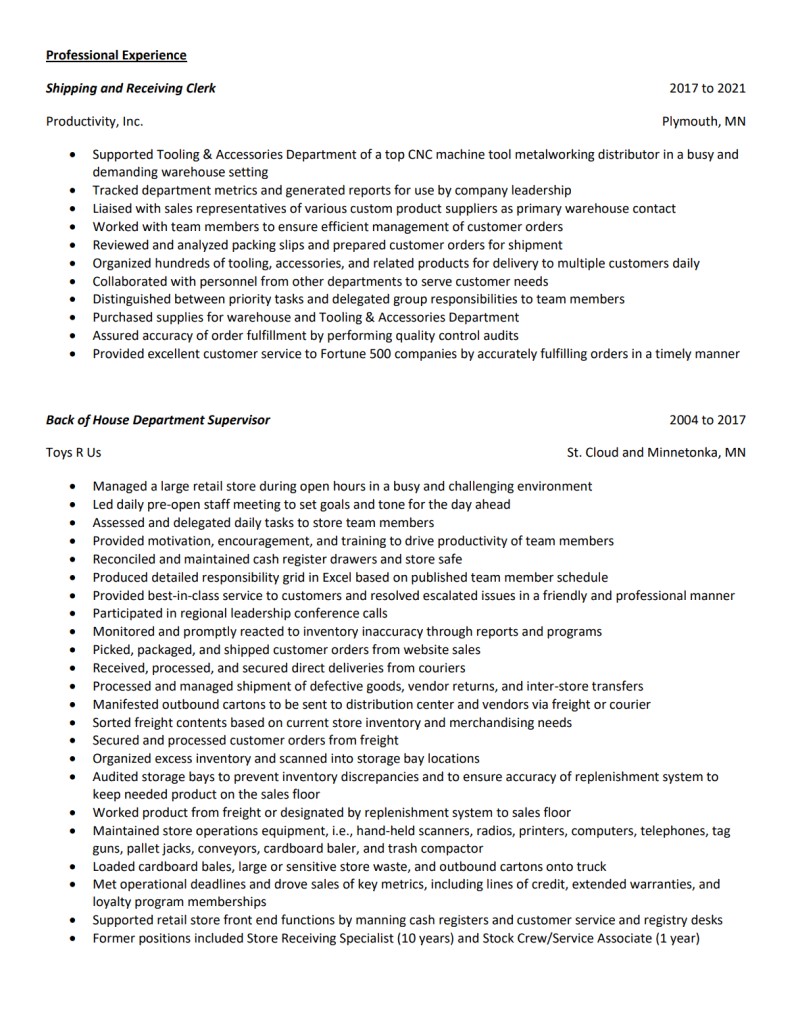 Professional Experience
Shipping and Receiving Clerk 2017 to 2021
Productivity, Inc. Plymouth, MN
• Supported Tooling & Accessories Department of a top CNC machine tool metalworking distributor in a busy and
demanding warehouse setting
• Tracked department metrics and generated reports for use by company leadership
• Liaised with sales representatives of various custom product suppliers as primary warehouse contact
• Worked with team members to ensure efficient management of customer orders
• Reviewed and analyzed packing slips and prepared customer orders for shipment
• Organized hundreds of tooling, accessories, and related products for delivery to multiple customers daily
• Collaborated with personnel from other departments to serve customer needs
• Distinguished between priority tasks and delegated group responsibilities to team members
• Purchased supplies for warehouse and Tooling & Accessories Department
• Assured accuracy of order fulfillment by performing quality control audits
• Provided excellent customer service to Fortune 500 companies by accurately fulfilling orders in a timely manner
Back of House Department Supervisor 2004 to 2017
Toys R Us St. Cloud and Minnetonka, MN
• Managed a large retail store during open hours in a busy and challenging environment
• Led daily pre-open staff meeting to set goals and tone for the day ahead
• Assessed and delegated daily tasks to store team members
• Provided motivation, encouragement, and training to drive productivity of team members
• Reconciled and maintained cash register drawers and store safe
• Produced detailed responsibility grid in Excel based on published team member schedule
• Provided best-in-class service to customers and resolved escalated issues in a friendly and professional manner
• Participated in regional leadership conference calls
• Monitored and promptly reacted to inventory inaccuracy through reports and programs
• Picked, packaged, and shipped customer orders from website sales
• Received, processed, and secured direct deliveries from couriers
• Processed and managed shipment of defective goods, vendor returns, and inter-store transfers
• Manifested outbound cartons to be sent to distribution center and vendors via freight or courier
• Sorted freight contents based on current store inventory and merchandising needs
• Secured and processed customer orders from freight
• Organized excess inventory and scanned into storage bay locations
• Audited storage bays to prevent inventory discrepancies and to ensure accuracy of replenishment system to
keep needed product on the sales floor
• Worked product from freight or designated by replenishment system to sales floor
• Maintained store operations equipment, i.e., hand-held scanners, radios, printers, computers, telephones, tag
guns, pallet jacks, conveyors, cardboard baler, and trash compactor
• Loaded cardboard bales, large or sensitive store waste, and outbound cartons onto truck
• Met operational deadlines and drove sales of key metrics, including lines of credit, extended warranties, and
loyalty program memberships
• Supported retail store front end functions by manning cash registers and customer service and registry desks
• Former positions included Store Receiving Specialist (10 years) and Stock Crew/Service Associate (1 year)